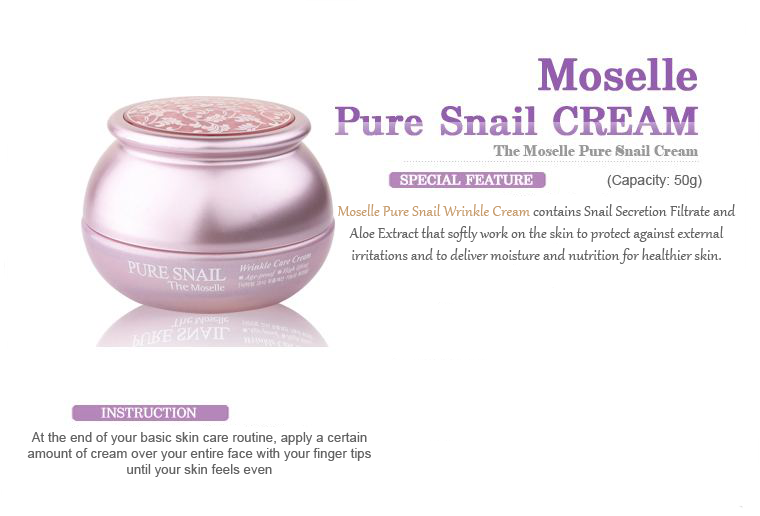 Moselle
Pure Snail CREAM
The Moselle Pure Snail Cream
SPECIAL FEATURE
(Capacity: 50g)
Moselle Pure Snail Wrinkle Cream contains Snail Secretion Filtrate and
Aloe Extract that softly work on the skin to protect against external
irritations and to deliver moisture and nutrition for healthier skin.
PURE SNAIL
The Moselle
Wrinkle Care Cream
INSTRUCTION
At the end of your basic skin care routine, apply a certain
amount of cream over your entire face with your finger tips
until your skin feels even